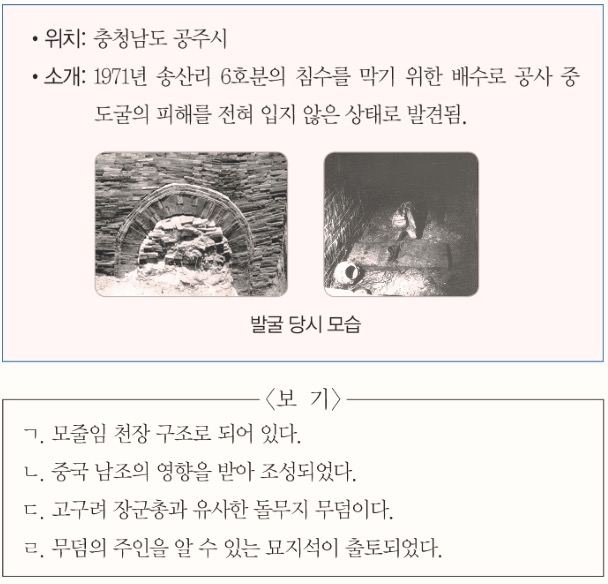 • 위치: 충청남도 공주시
• 소개: 1971년 송산리 6호분의 침수를 막기 위한 배수로 공사 중
도굴의 피해를 전혀 입지 않은 상태로 발견됨.
발굴 당시 모습
〈보 기〉
ㄱ. 모줄임 천장 구조로 되어 있다.
ㄴ. 중국 남조의 영향을 받아 조성되었다.
ㄷ. 고구려 장군총과 유사한 돌무지 무덤이다.
ㄹ. 무덤의 주인을 알 수 있는 묘지석이 출토되었다.